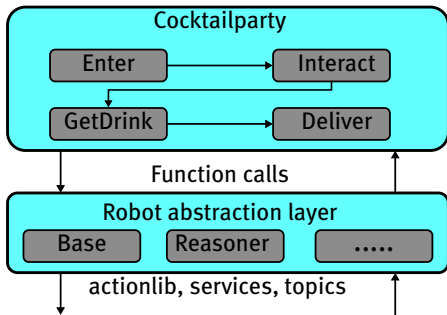 Cocktailparty
Enter
Interact
GetDrink
Deliver
Function calls
Robot abstraction layer
Base
Reasoner
.....
actionlib, services, topics